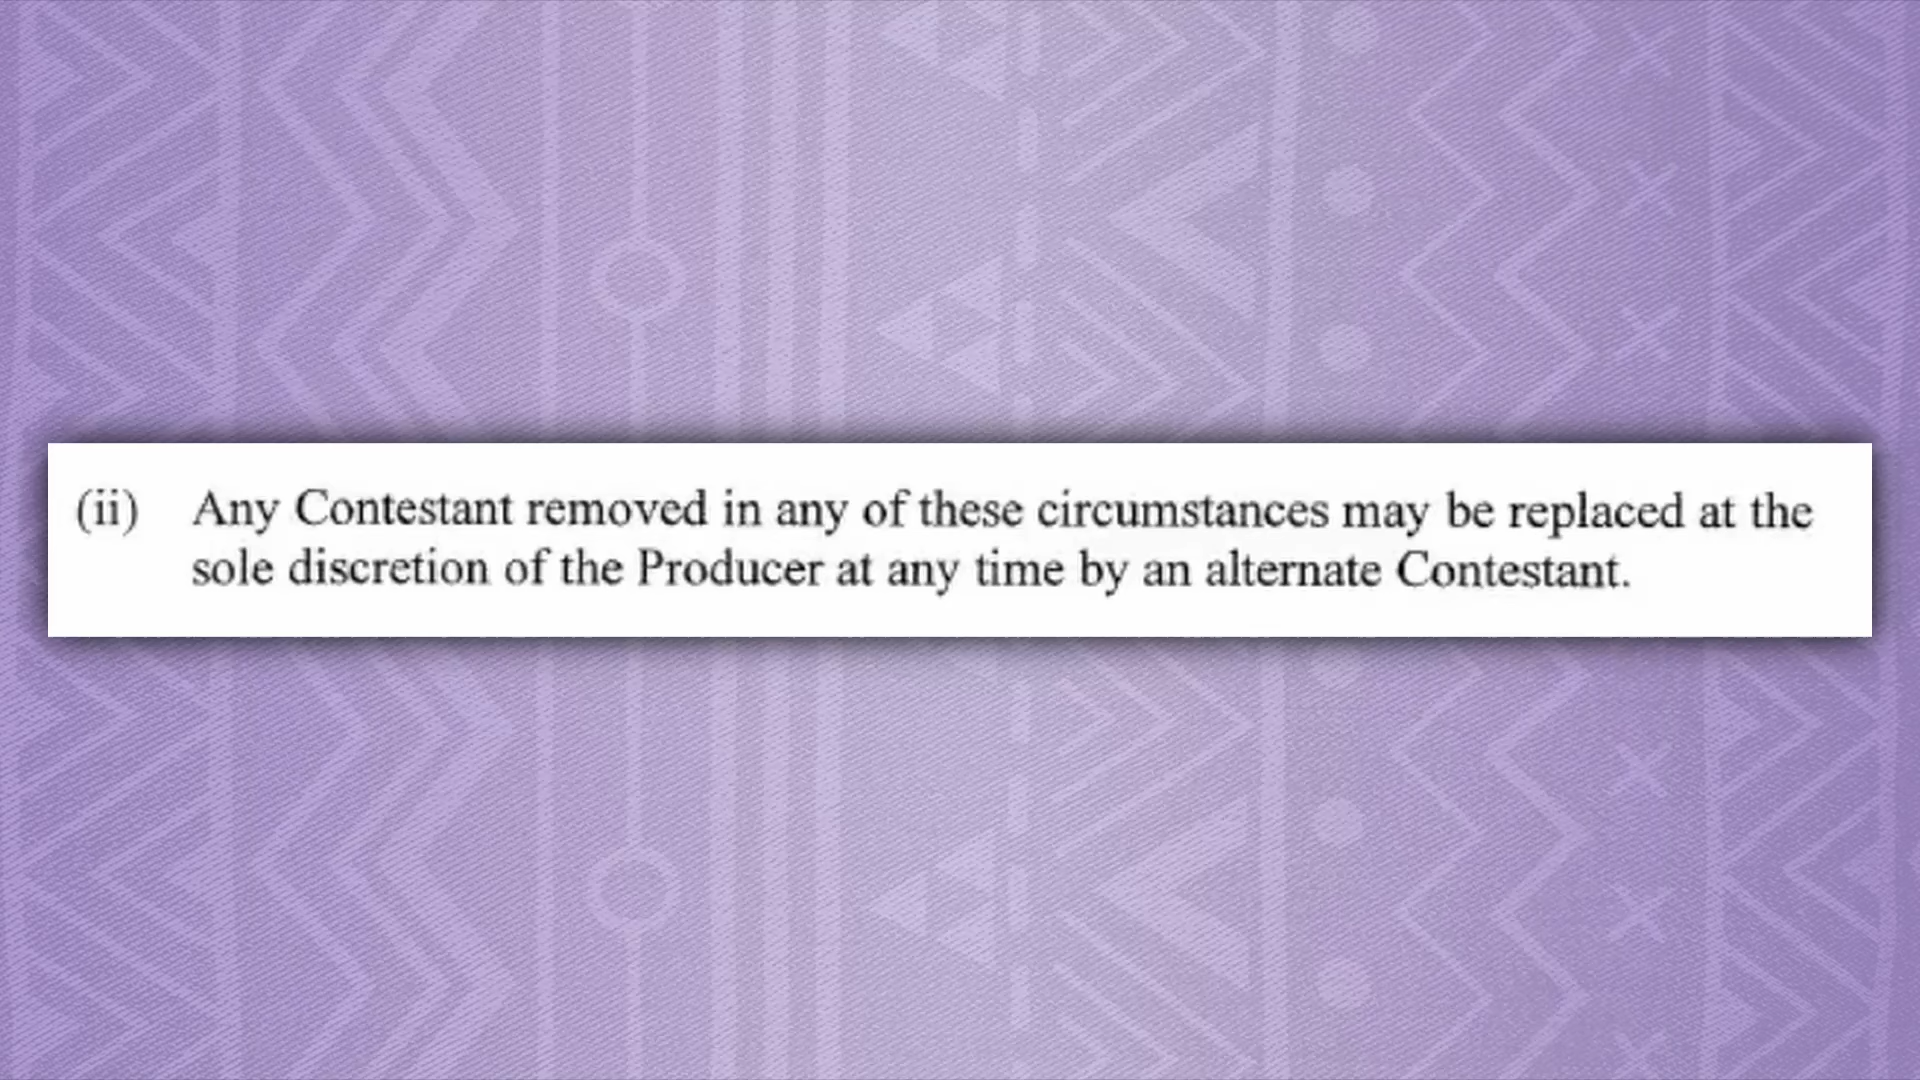 (ii) Any Contestant removed in any of these circumstances may be replaced at the
sole discretion of the Producer at any time by an alternate Contestant.